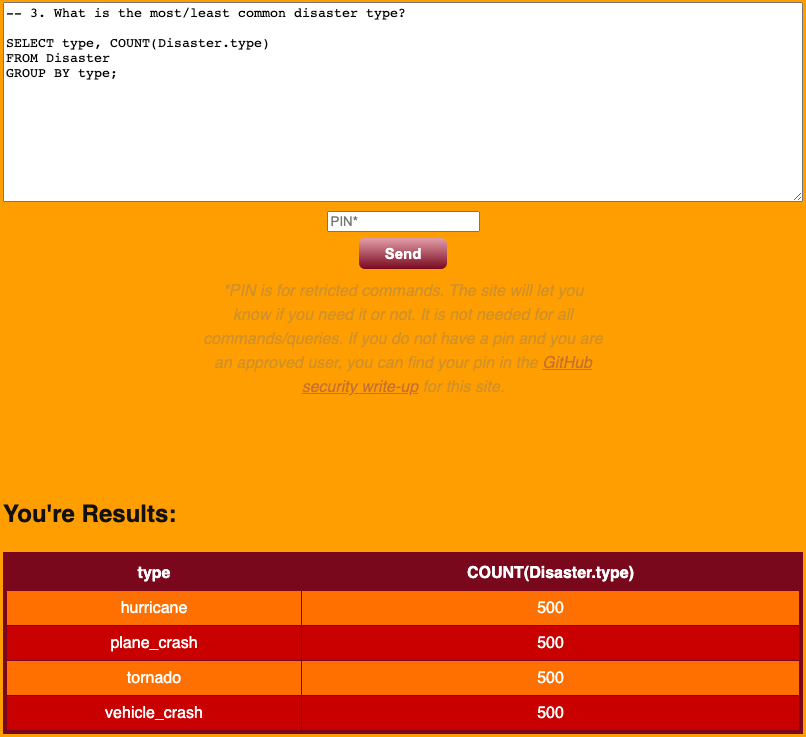 -- 3. What is the most/least common disaster type?
SELECT type, COUNT(Disaster.type)
FROM Disaster
GROUP BY type;
PIN*
Send
*PIN is for retricted commands. The site will let you
know if you need it or not. It is not needed for all
commands/queries. If you do not have a pin and you are
an approved user, you can find your pin in the GitHub
security write-up for this site.
You're Results:
type COUNT(Disaster.type)
hurricane 500
plane_crash 500
tornado 500
vehicle_crash 500